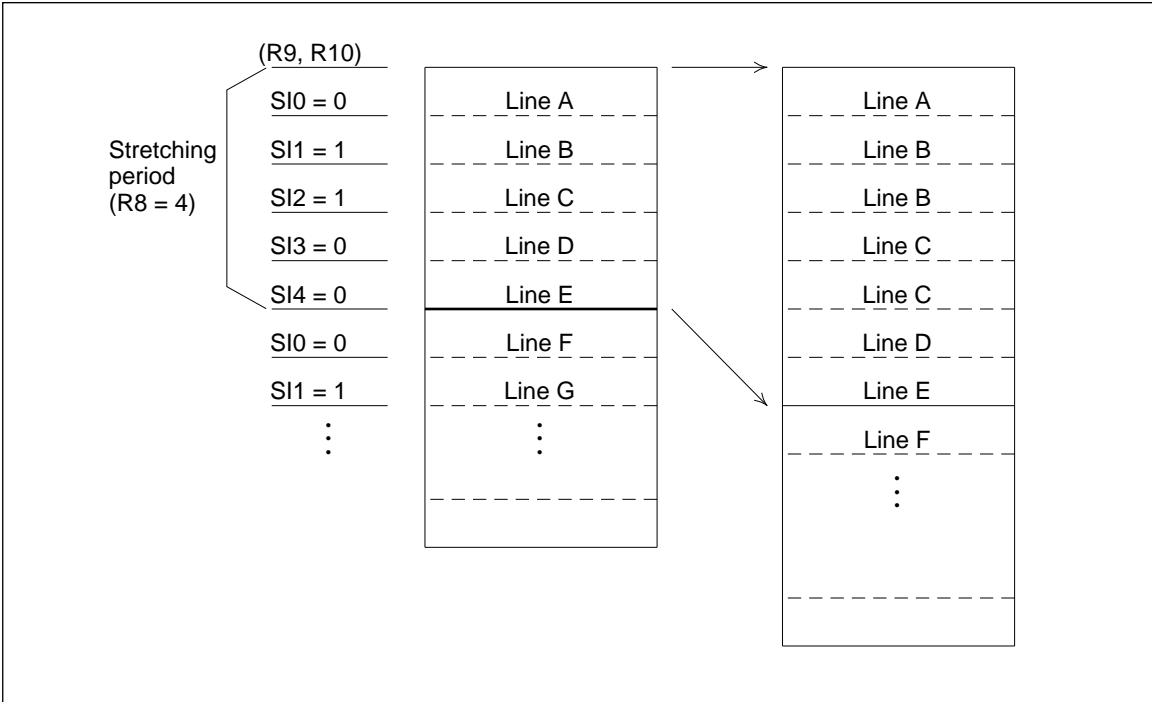 (R9, R10)
SI0 = 0
SI1 = 1
SI2 = 1
SI3 = 0
SI4 = 0
SI0 = 0
SI1 = 1
Stretching
period
(R8 = 4)
Line A
Line B
Line C
Line D
Line E
Line F
Line G
Line A
Line B
Line B
Line C
Line C
Line D
Line E
Line F